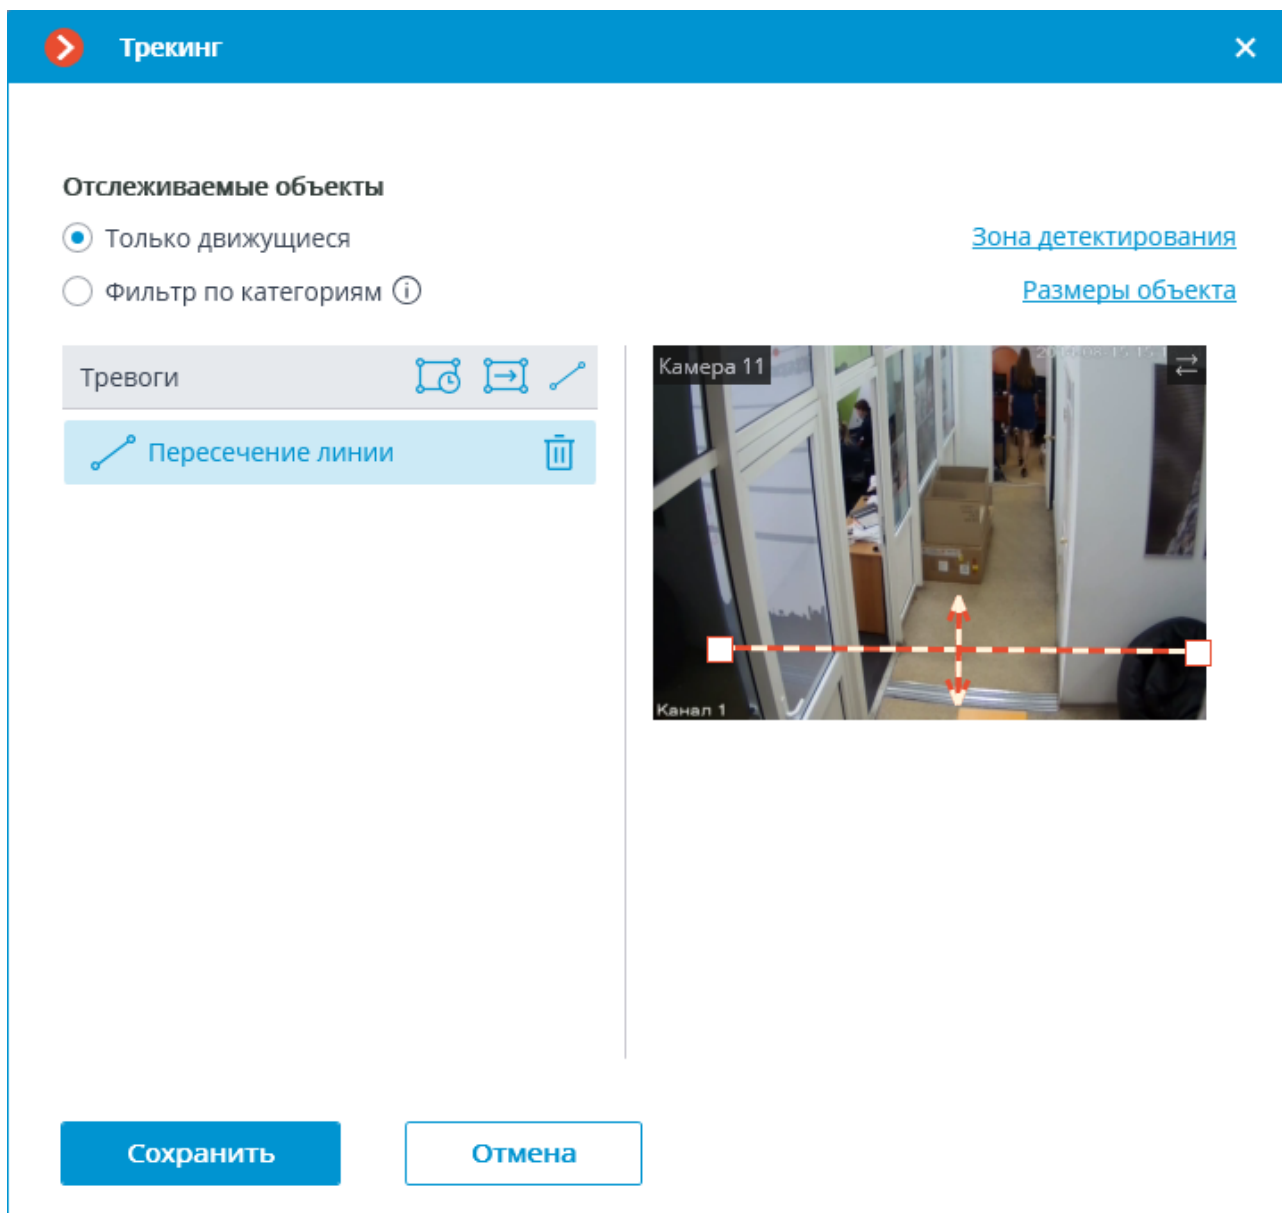 Трекинг
Отслеживаемые объекты
Только движущиеся
Зона детектирования
Фильтр по категориям
Размеры объекта
Тревоги
Пересечение линии
Камера 11
Канал 1
Сохранить
Отмена